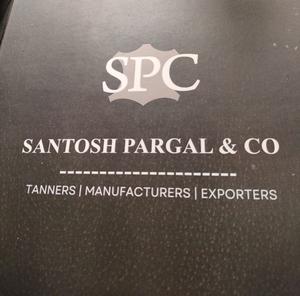 SPC
SANTOSH PARGAL & CO
---------------------
TANNERS | MANUFACTURERS | EXPORTERS